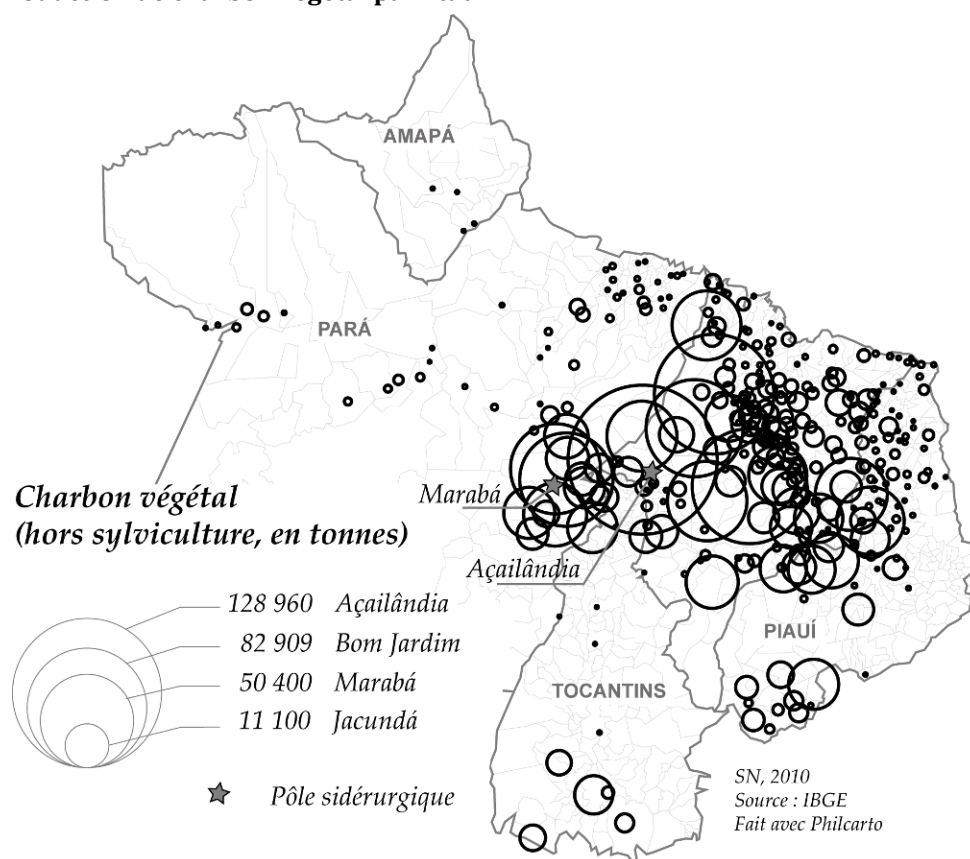 AMAPÁ
PARÁ
Marabá
Açailândia
Charbon végétal
(hors sylviculture, en tonnes)
128 960 Açailândia
82 909 Bom Jardim
50 400 Marabá
11 100 Jacundá
Pôle sidérurgique
PIAUÍ
TOCANTINS
SN, 2010
Source : IBGE
Fait avec Philcarto